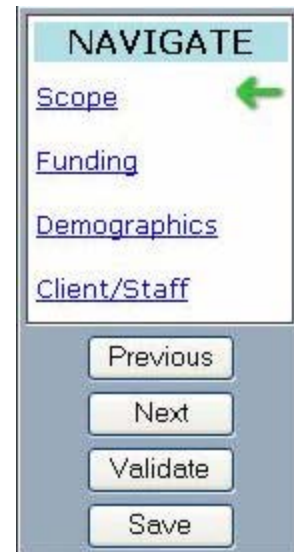 NAVIGATE
Scope
Funding
Demographics
Client/Staff
Previous
Next
Validate
Save